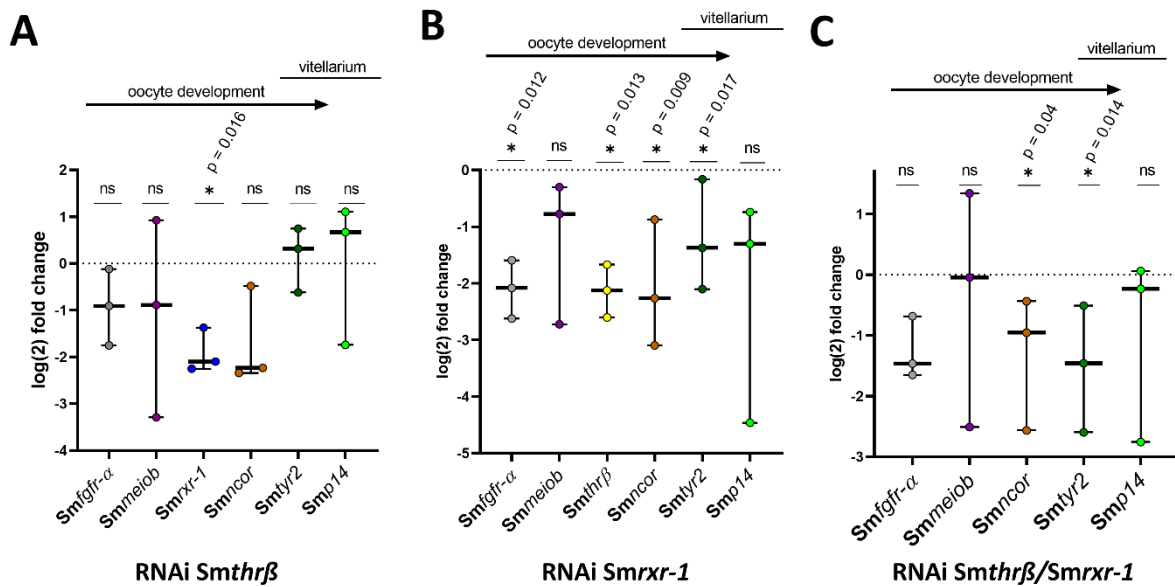 A
vitellarium
oocyte development
p = 0.016
ns ns * ns ns ns
log(2) fold change
2
1
0
-1
-2
-3
-4
Smfgfr-α Smmeiob Smrxr-1 Smncor Smtyr2 Smp14
RNAi Smthrß
B
vitellarium
oocyte development
p = 0.012 p = 0.013 p = 0.009 p = 0.017
* ns * * * ns
log(2) fold change
0
-1
-2
-3
-4
-5
Smfgfr-α Smmeiob Smthrβ Smncor Smtyr2 Smp14
RNAi Smrxr-1
C
vitellarium
oocyte development
p = 0.04 p = 0.014
ns ns * * ns
log(2) fold change
1
0
-1
-2
-3
Smfgfr-α Smmeiob Smncor Smtyr2 Smp14
RNAi Smthrß/Smrxr-1